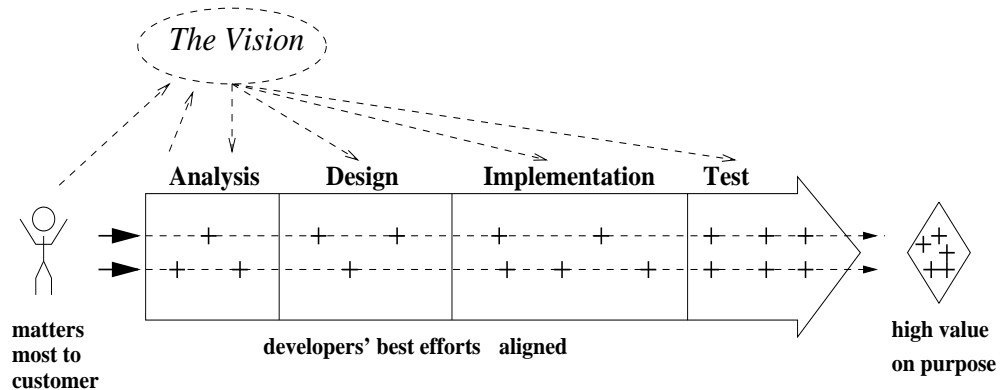 The Vision
Analysis Design Implementation Test
matters
most to
customer
developers' best efforts aligned
high value
on purpose